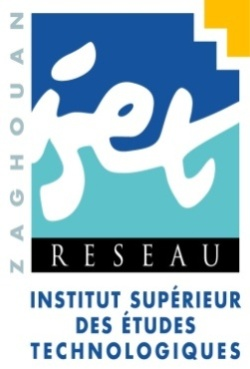 ZAGHOUAN
iset
RESEAU
INSTITUT SUPÉRIEUR
DES ÉTUDES
TECHNOLOGIQUES